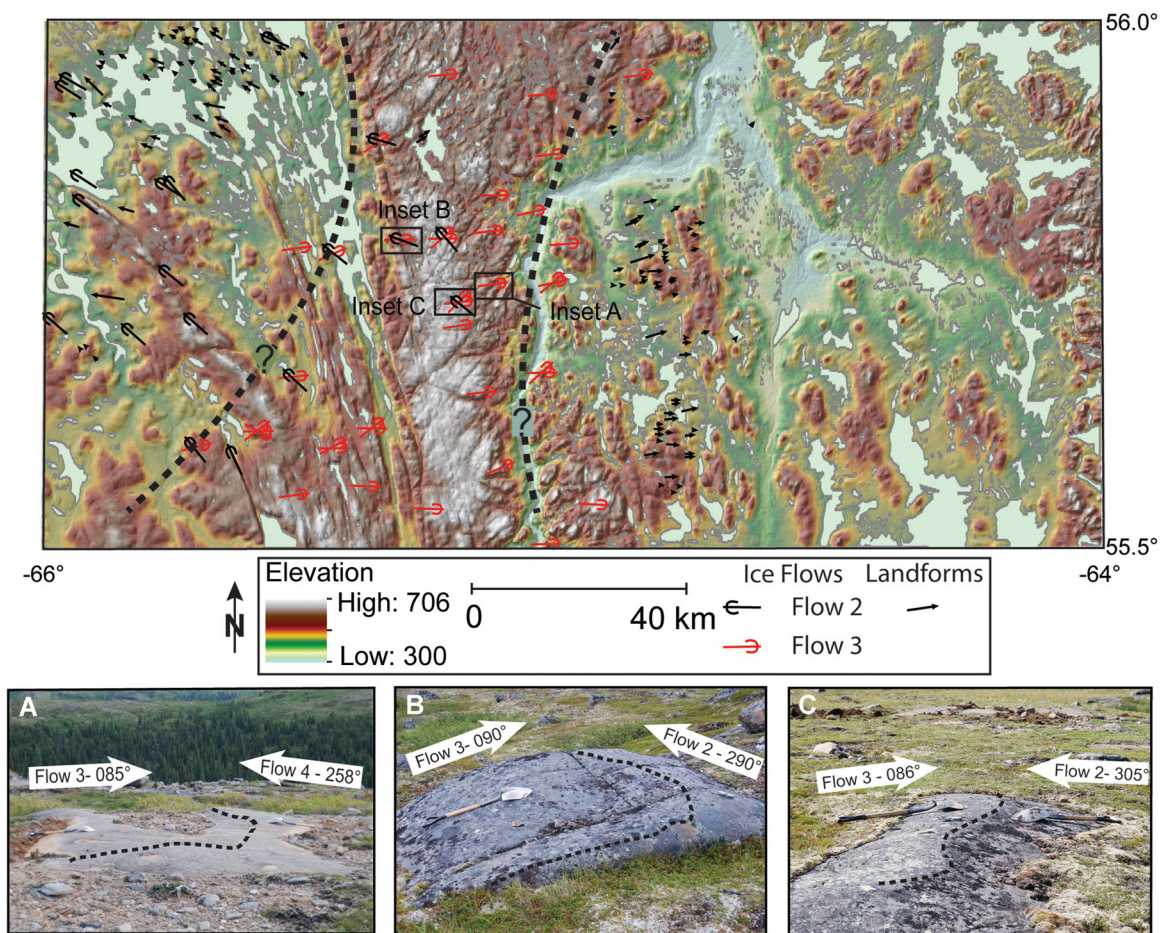 56.0°
Inset B
Inset C
Inset A
?
?
55.5°
-66°
-64°
N
Elevation
High: 706
Low: 300
0
40 km
Ice Flows
Landforms
Flow 2
Flow 3
A
Flow 3- 085°
Flow 4 - 258°
B
Flow 3- 090°
Flow 2 - 290°
C
Flow 3 - 086°
Flow 2- 305°